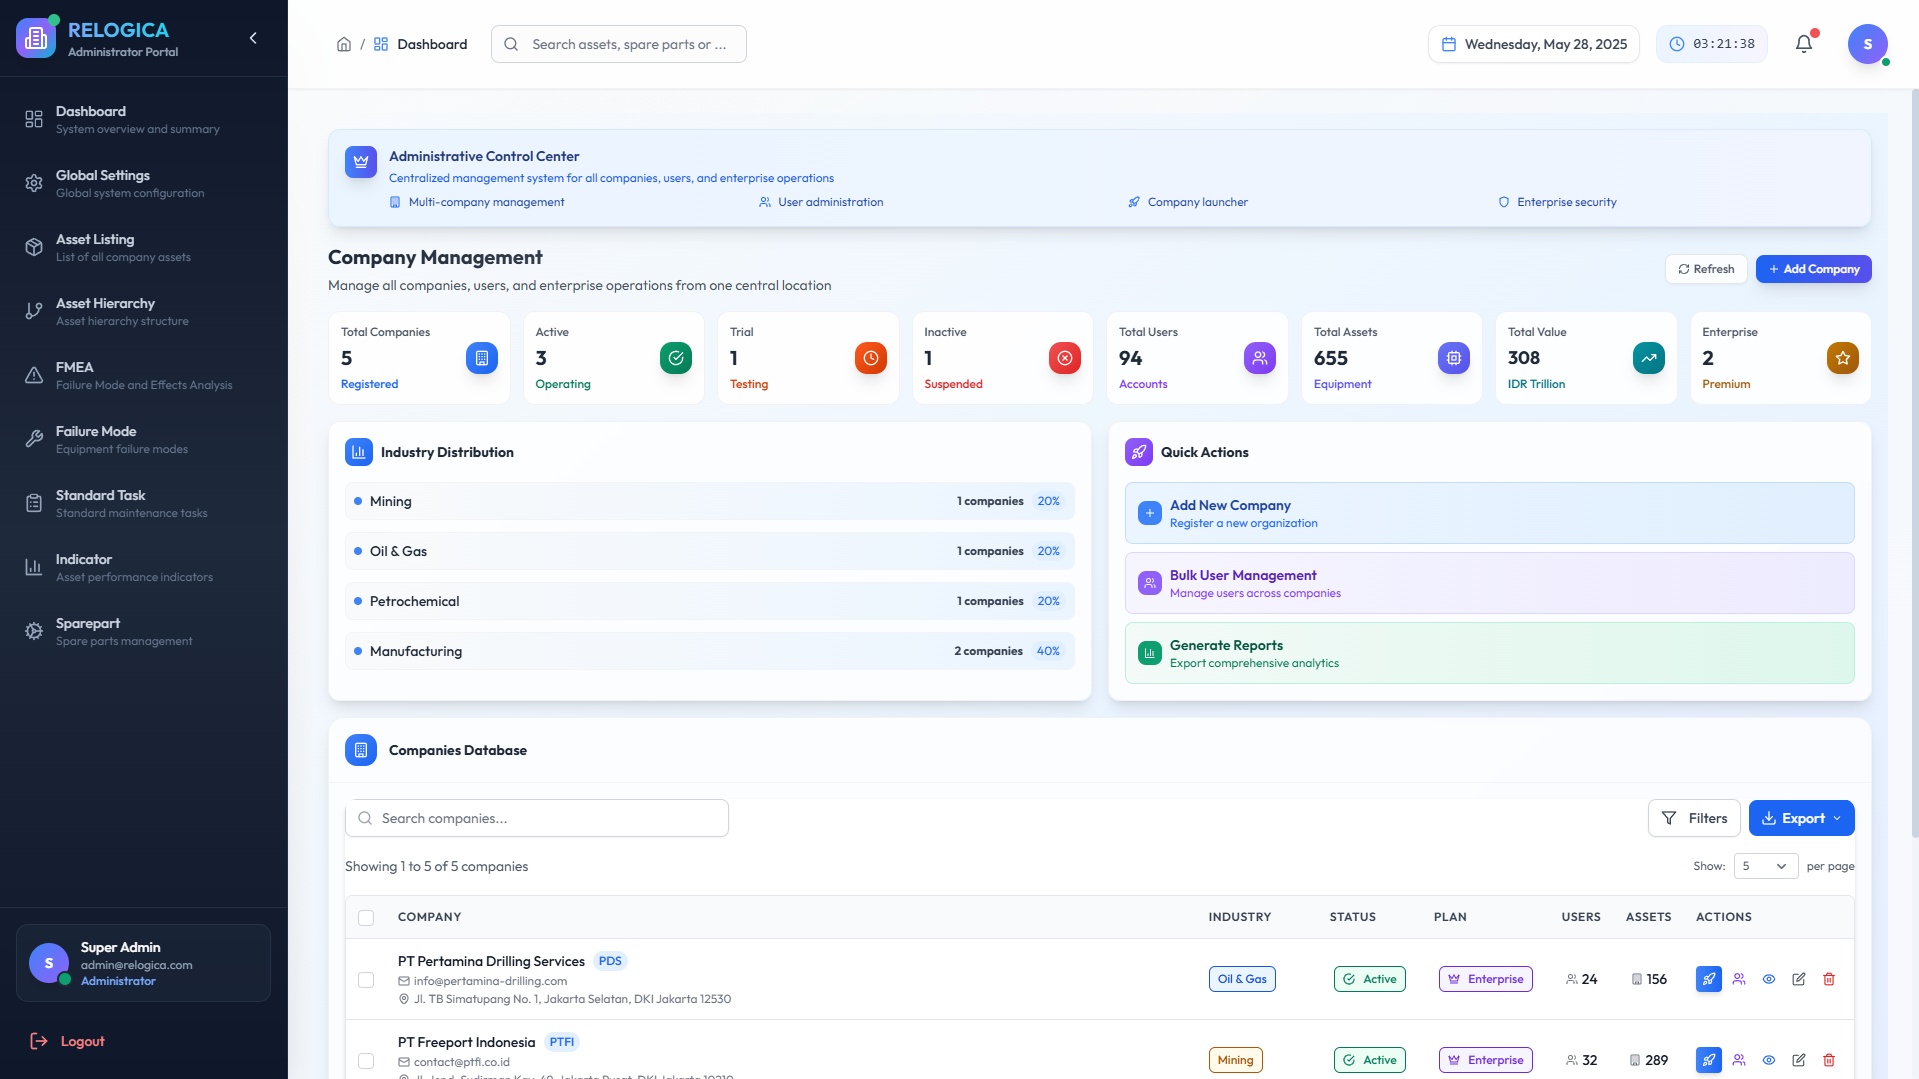 RELOGICA
Administrator Portal
Dashboard
System overview and summary
Global Settings
Global system configuration
Asset Listing
List of all company assets
Asset Hierarchy
Asset hierarchy structure
FMEA
Failure Mode and Effects Analysis
Failure Mode
Equipment failure modes
Standard Task
Standard maintenance tasks
Indicator
Asset performance indicators
Sparepart
Spare parts management
S
Super Admin
admin@relogica.com
Administrator
Logout
/ Dashboard
Search assets, spare parts or ...
Wednesday, May 28, 2025
03:21:38
S
Administrative Control Center
Centralized management system for all companies, users, and enterprise operations
Multi-company management
User administration
Company launcher
Enterprise security
Company Management
Manage all companies, users, and enterprise operations from one central location
Refresh
Add Company
Total Companies
5
Registered
Active
3
Operating
Trial
1
Testing
Inactive
1
Suspended
Total Users
94
Accounts
Total Assets
655
Equipment
Total Value
308
IDR Trillion
Enterprise
2
Premium
Industry Distribution
Mining 1 companies 20%
Oil & Gas 1 companies 20%
Petrochemical 1 companies 20%
Manufacturing 2 companies 40%
Quick Actions
Add New Company
Register a new organization
Bulk User Management
Manage users across companies
Generate Reports
Export comprehensive analytics
Companies Database
Search companies...
Filters
Export
Showing 1 to 5 of 5 companies
Show: 5 per page
COMPANY INDUSTRY STATUS PLAN USERS ASSETS ACTIONS
PT Pertamina Drilling Services PDS
info@pertamina-drilling.com
Jl. TB Simatupang No. 1, Jakarta Selatan, DKI Jakarta 12530
Oil & Gas Active Enterprise 24 156
PT Freeport Indonesia PTFI
contact@ptfi.co.id
Mining Active Enterprise 32 289